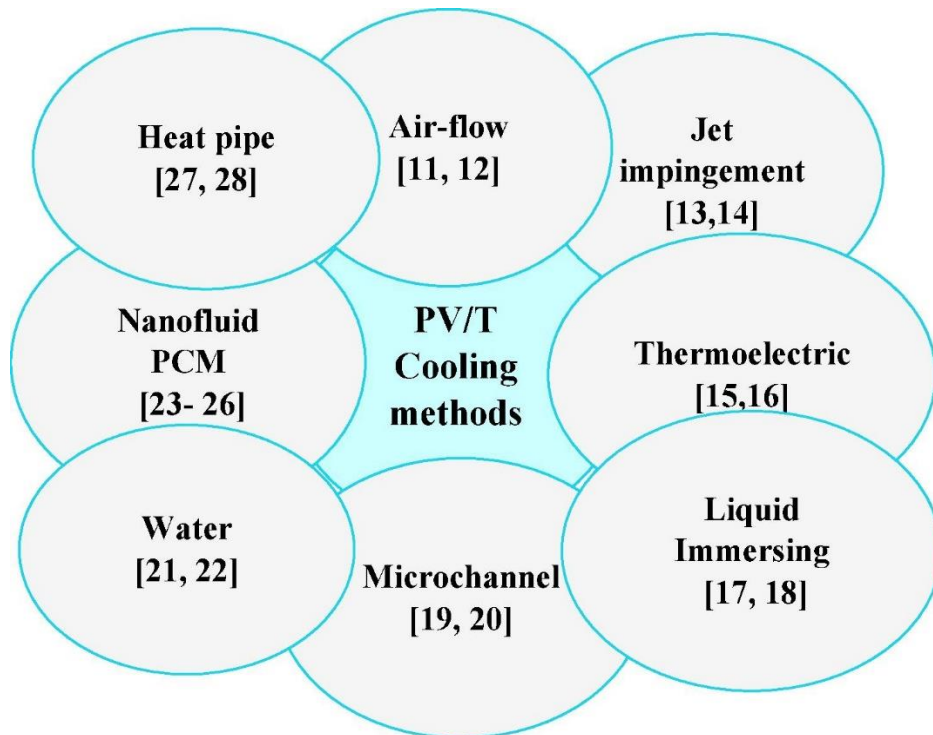 Heat pipe
[27, 28]
Air-flow
[11, 12]
Jet
impingement
[13,14]
Nanofluid
PCM
[23- 26]
PV/T
Cooling
methods
Thermoelectric
[15,16]
Water
[21, 22]
Microchannel
[19, 20]
Liquid
Immersing
[17, 18]